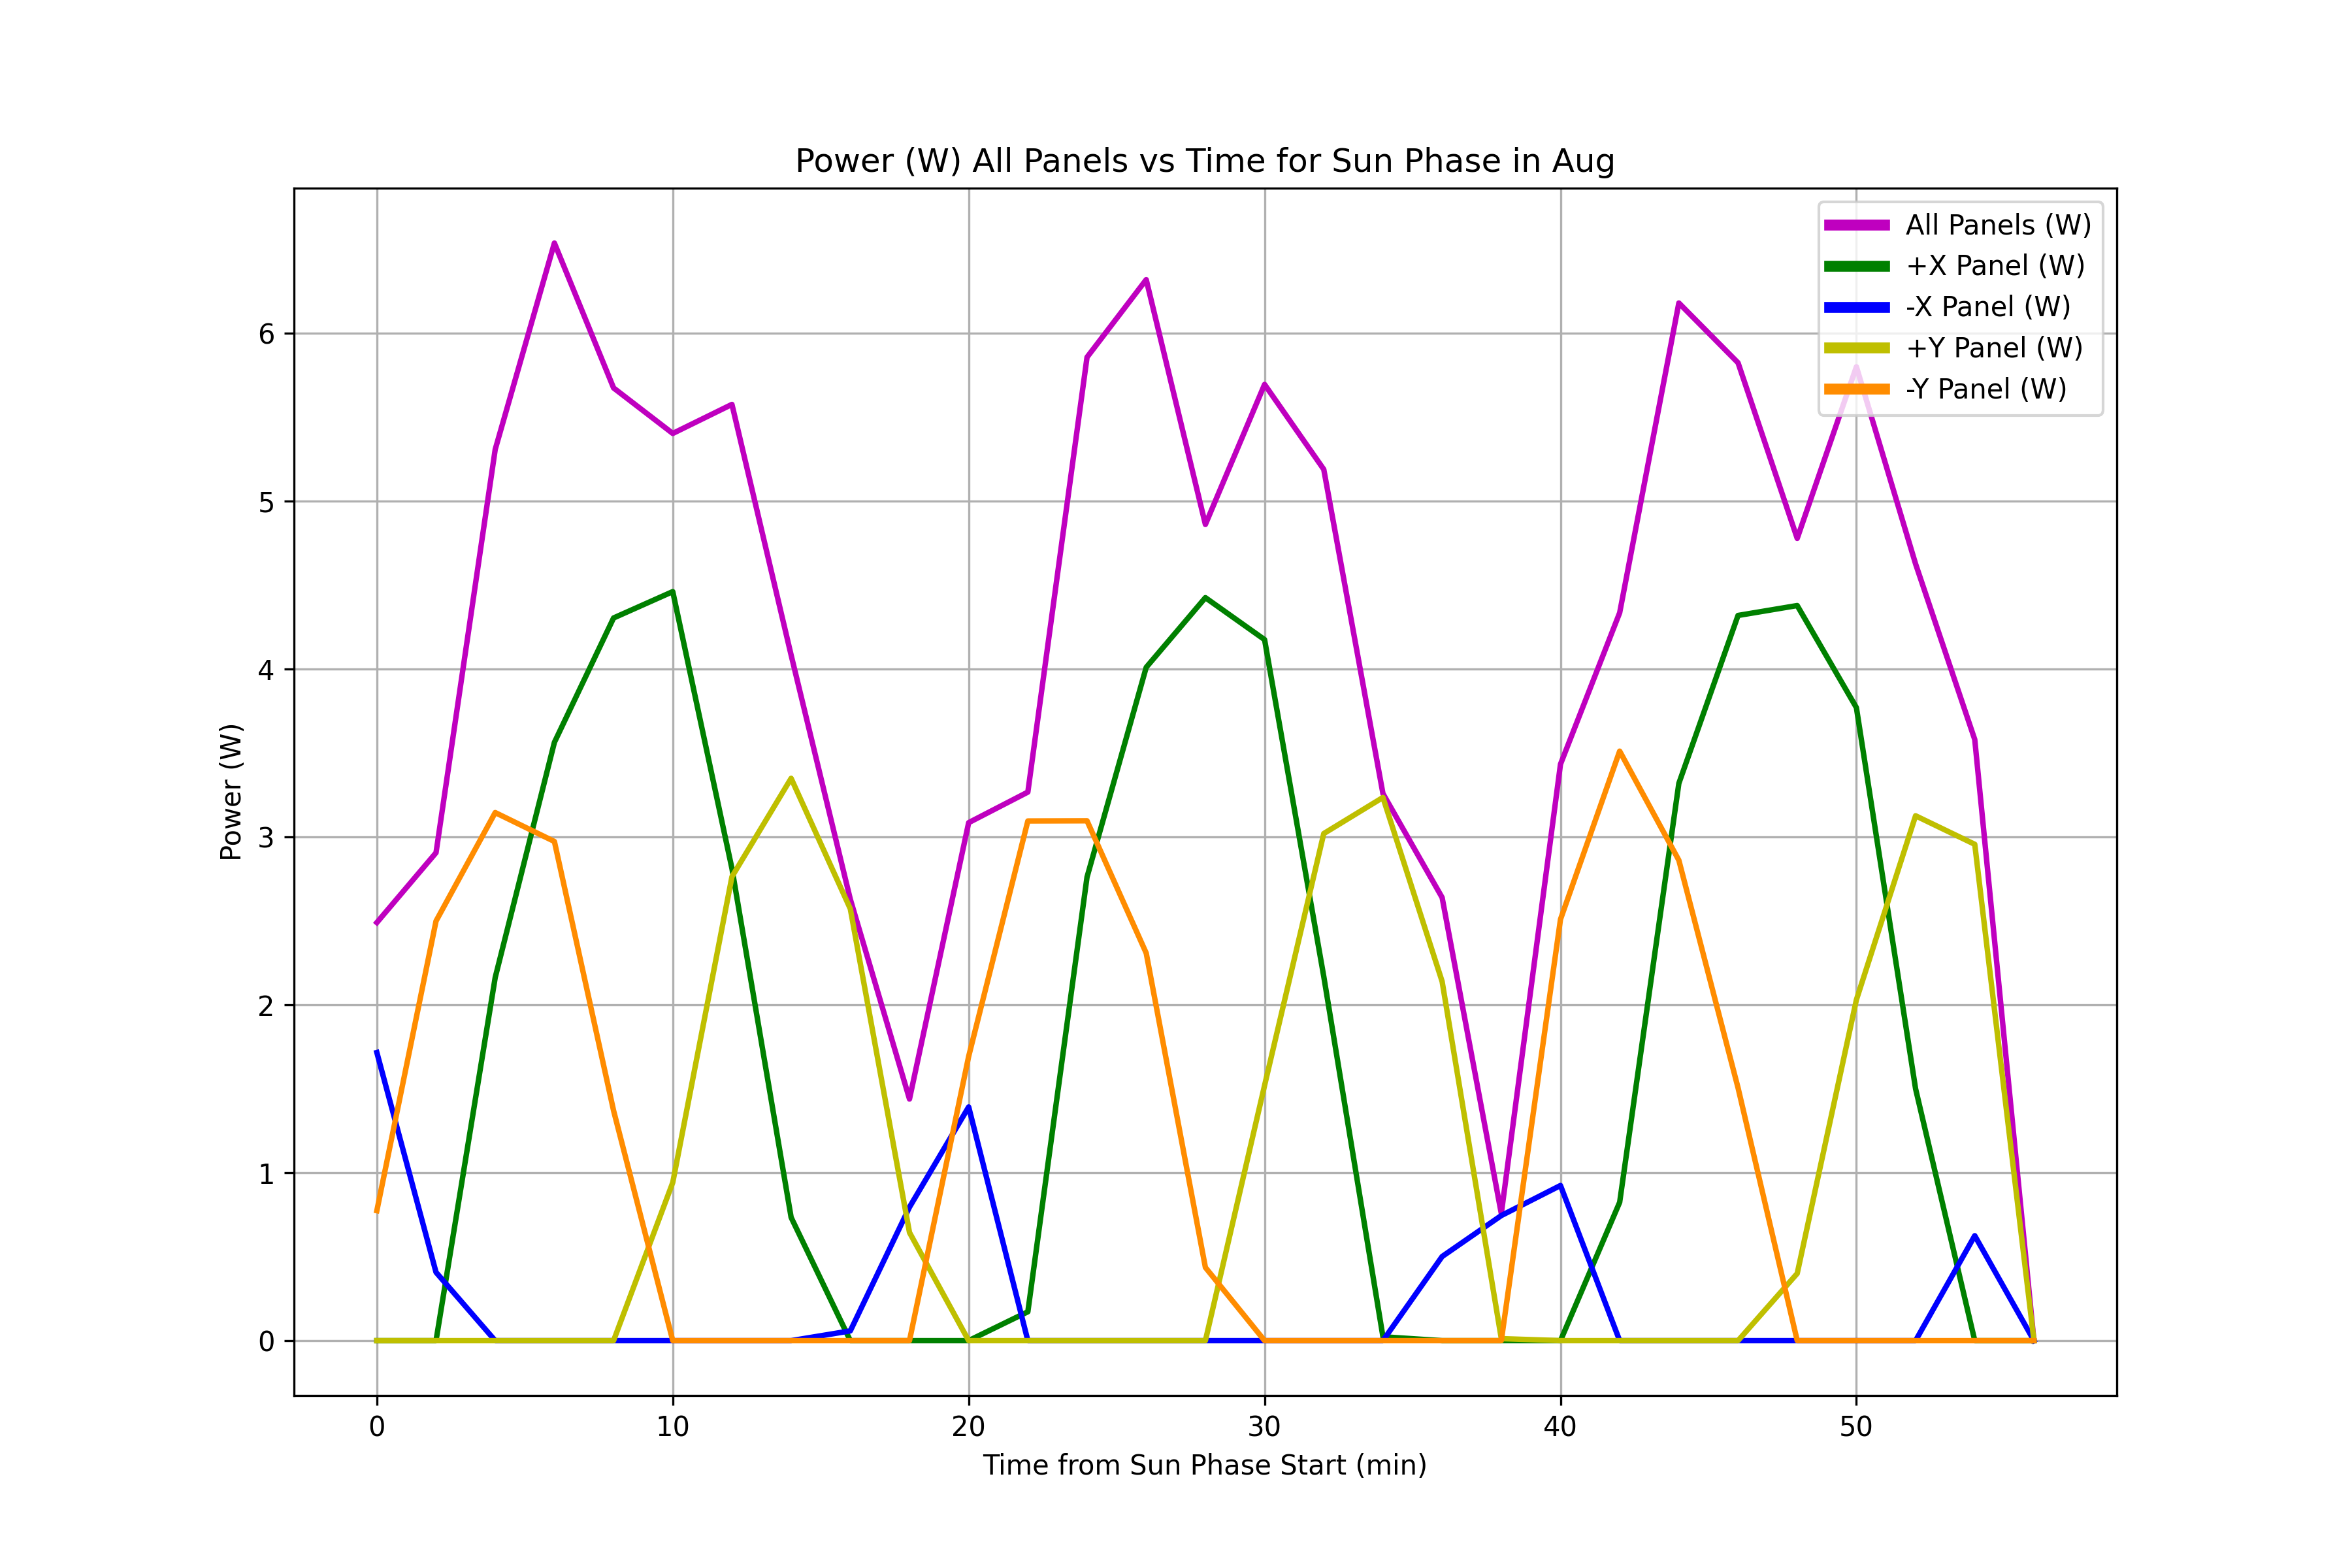 Power (W) All Panels vs Time for Sun Phase in Aug
All Panels (W)
+X Panel (W)
-X Panel (W)
+Y Panel (W)
-Y Panel (W)
Power (W)
6
5
4
3
2
1
0
0 10 20 30 40 50
Time from Sun Phase Start (min)